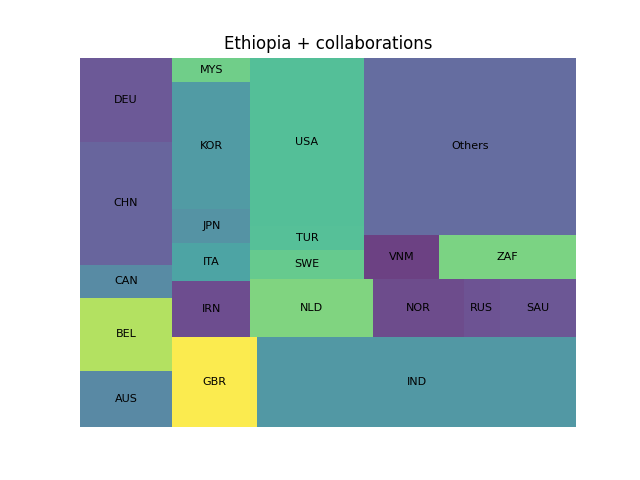 Ethiopia + collaborations
DEU
CHN
CAN
BEL
AUS
MYS
KOR
JPN
ITA
IRN
GBR
USA
TUR
SWE
NLD
Others
VNM
ZAF
NOR
RUS
SAU
IND